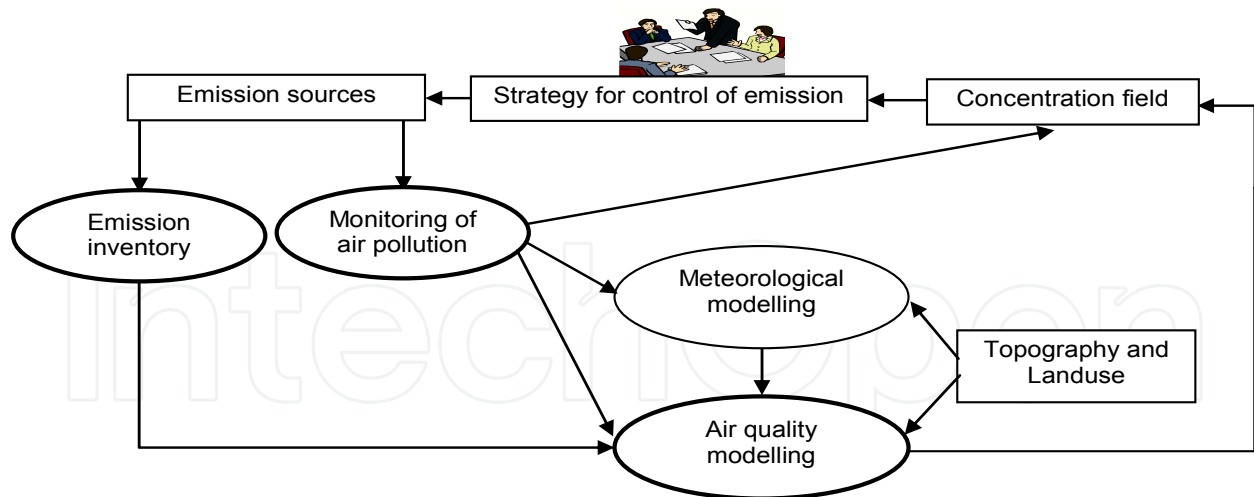 Emission sources
Strategy for control of emission
Concentration field
Emission
inventory
Monitoring of
air pollution
Meteorological
modelling
Topography and
Landuse
Air quality
modelling
IntechOpen